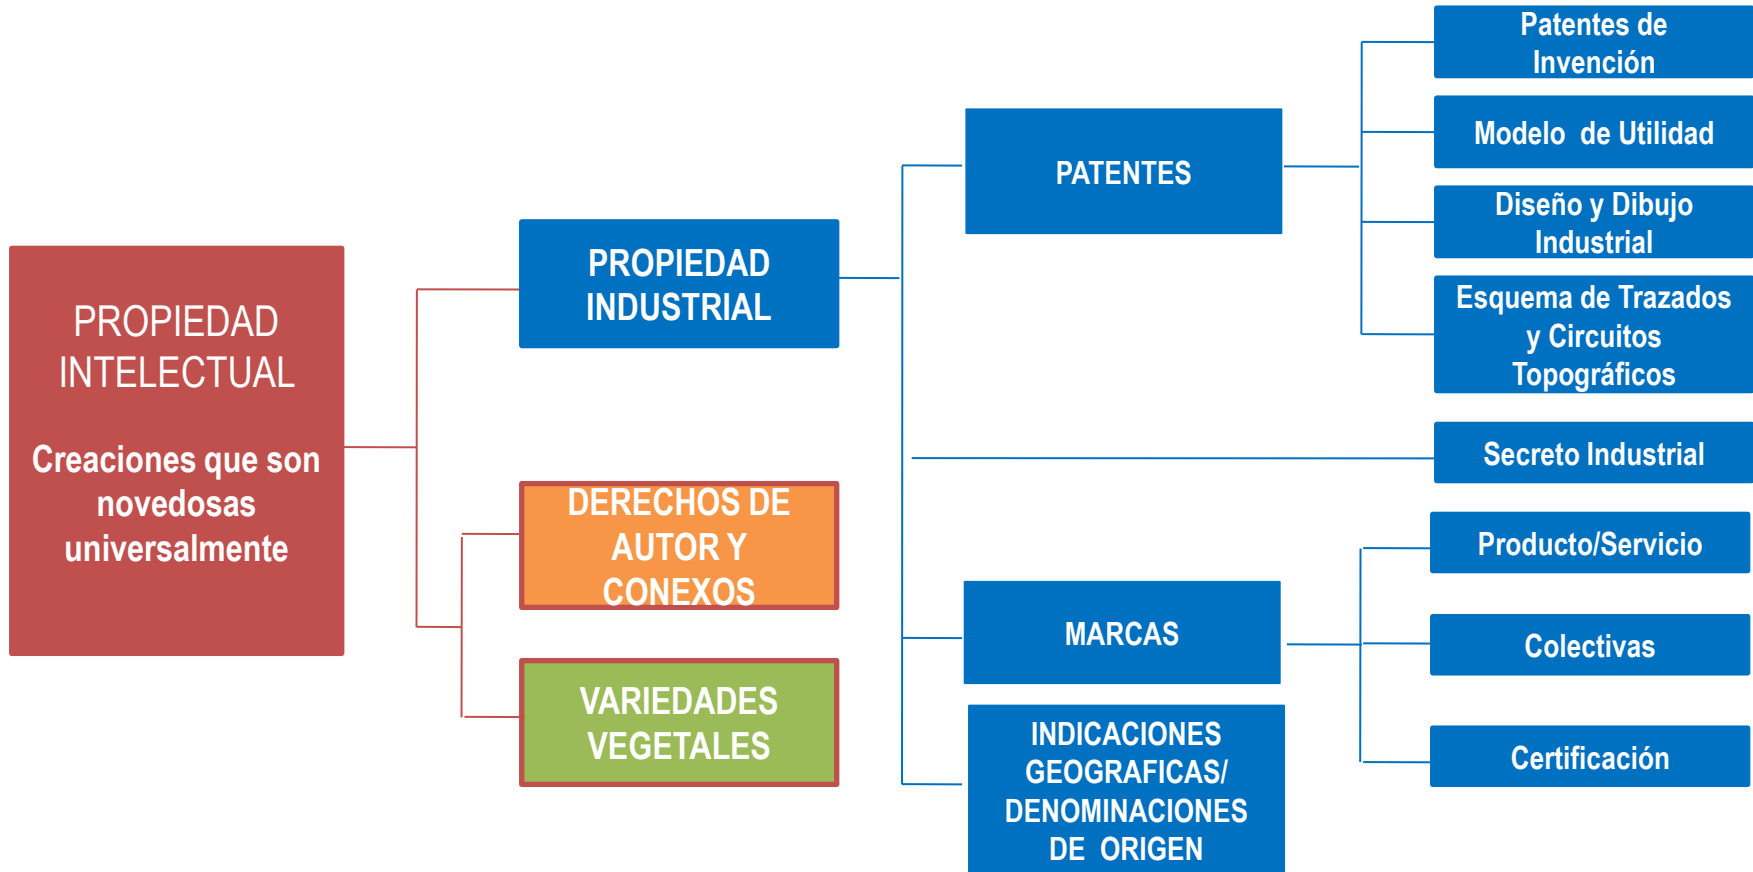 PROPIEDAD
INTELECTUAL
Creaciones que son
novedosas
universalmente
PROPIEDAD
INDUSTRIAL
DERECHOS DE
AUTOR Y
CONEXOS
VARIEDADES
VEGETALES
PATENTES
MARCAS
INDICACIONES
GEOGRAFICAS/
DENOMINACIONES
DE ORIGEN
Patentes de
Invención
Modelo de Utilidad
Diseño y Dibujo
Industrial
Esquema de Trazados
y Circuitos
Topográficos
Secreto Industrial
Producto/Servicio
Colectivas
Certificación